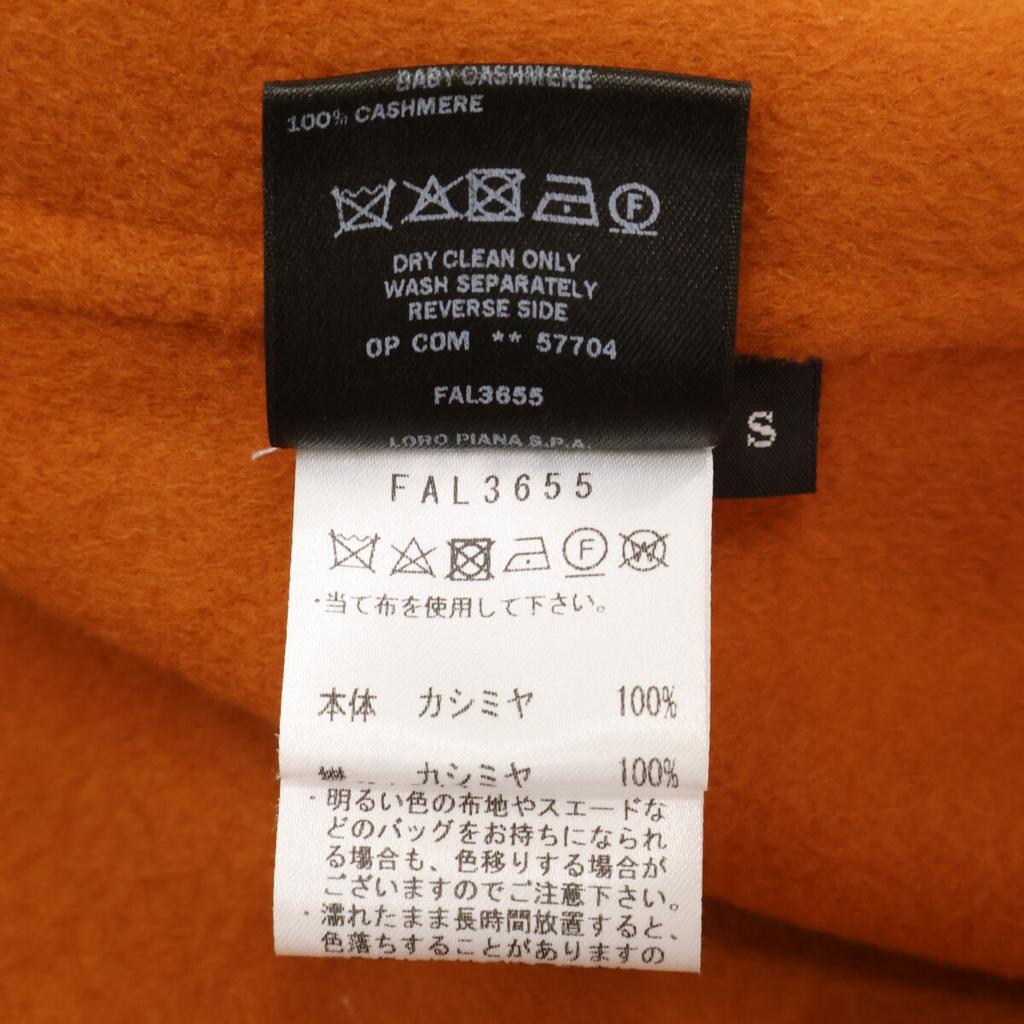 BABY CASHMERE
100% CASHMERE
F
DRY CLEAN ONLY
WASH SEPARATELY
REVERSE SIDE
OP COM ** 57704
FAL3655
LORO PIANA S.P.A.
S
FAL3655
F W
・当て布を使用して下さい。
本体 カシミヤ 100%
カシミヤ 100%
・明るい色の布地やスエードな
どのバッグをお持ちになられ
る場合も、色移りする場合が
ございますのでご注意下さい。
・濡れたまま長時間放置すると、
色落ちすることがありますの